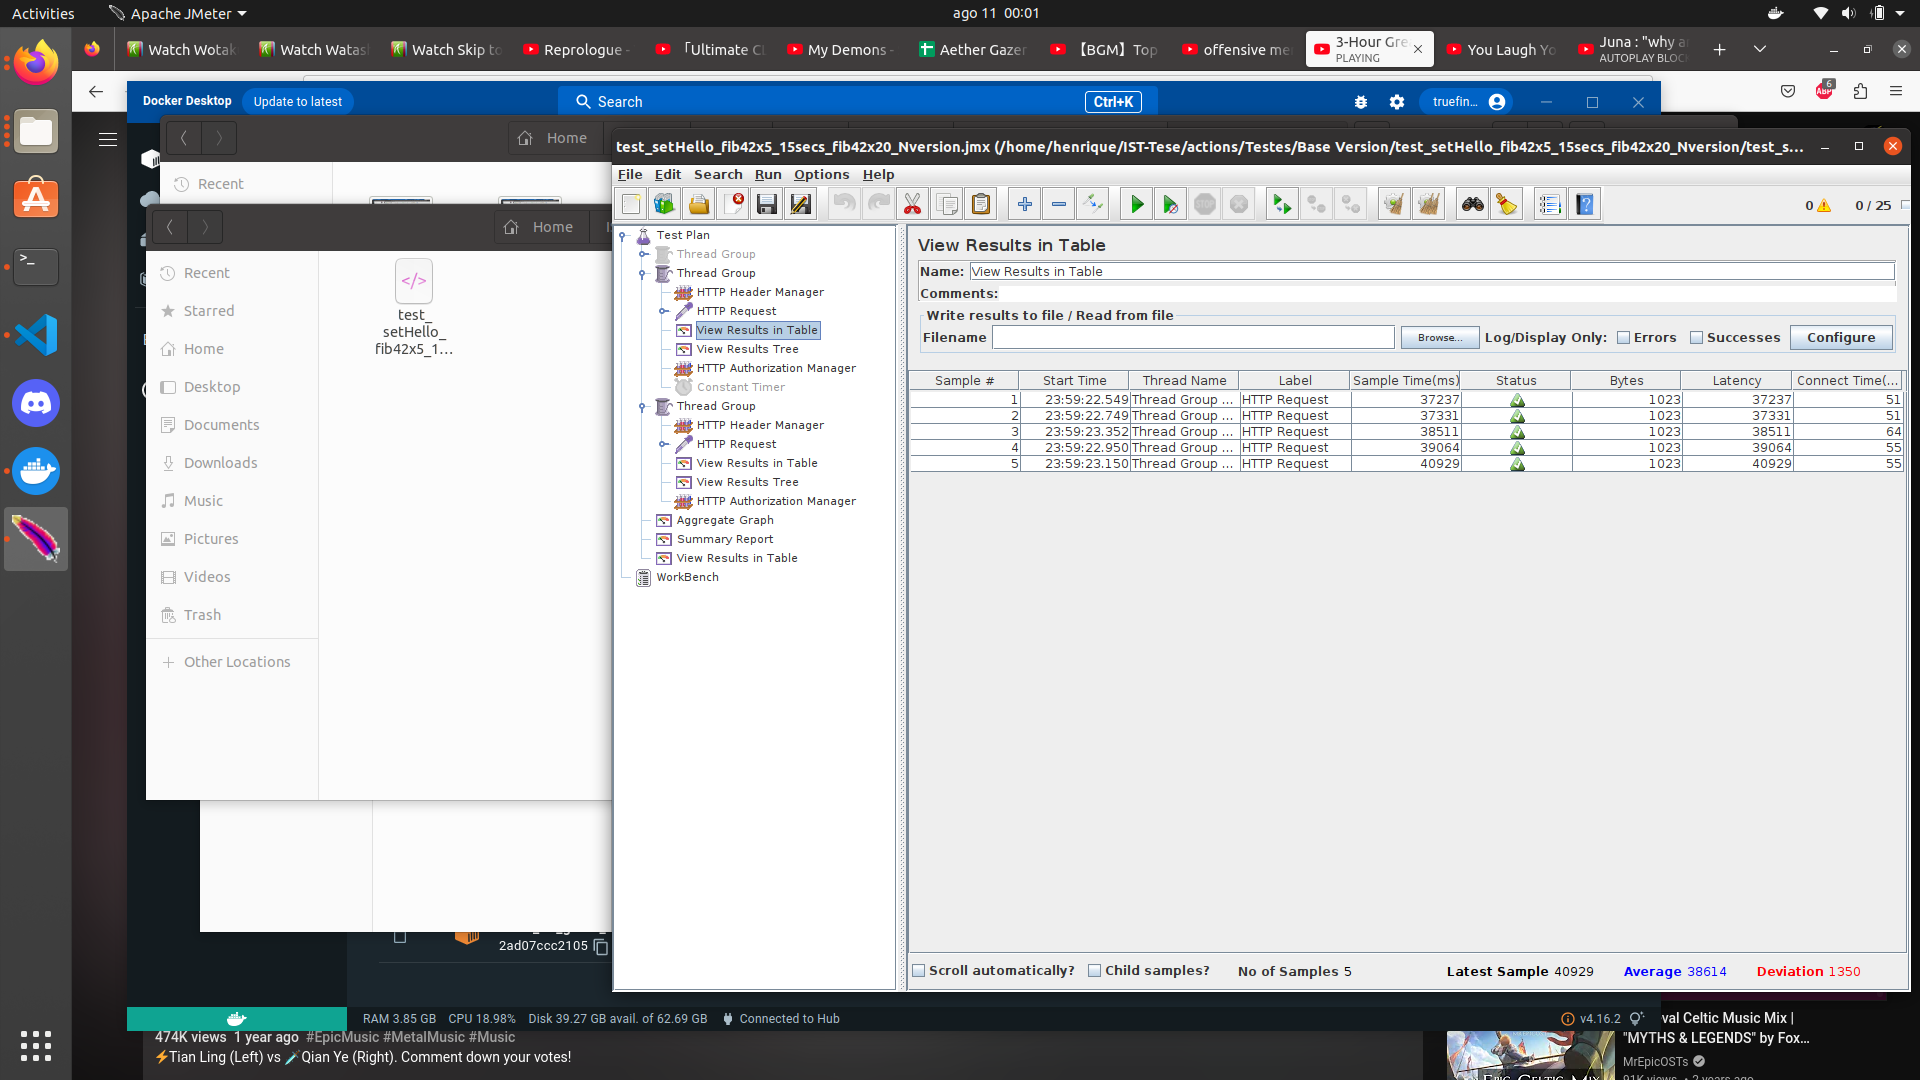 Activities
Apache JMeter
ago 11 00:01
Watch Wotak
Watch Watash
Watch Skip to
Reprologue -
「Ultimate Cl
My Demons -
Aether Gazer
【BGM】Top
offensive me
3-Hour Gre
PLAYING
You Laugh Yo
Juna : "why a
AUTOPLAY BLOC
Docker Desktop
Update to latest
Search
Ctrl+K
truefin...
ABP
6
Home
Recent
Home
Recent
Starred
Home
Desktop
Documents
Downloads
Music
Pictures
Videos
Trash
Other Locations
test_
setHello_
fib42x5_1...
test_setHello_fib42x5_15secs_fib42x20_Nversion.jmx (/home/henrique/IST-Tese/actions/Testes/Base Version/test_setHello_fib42x5_15secs_fib42x20_Nversion/test_s...
File Edit Search Run Options Help
0
0 / 25
Test Plan
Thread Group
Thread Group
HTTP Header Manager
HTTP Request
View Results in Table
View Results Tree
HTTP Authorization Manager
Constant Timer
Thread Group
HTTP Header Manager
HTTP Request
View Results in Table
View Results Tree
HTTP Authorization Manager
Aggregate Graph
Summary Report
View Results in Table
WorkBench
View Results in Table
Name: View Results in Table
Comments:
Write results to file / Read from file
Filename Browse... Log/Display Only: Errors Successes Configure
Sample # Start Time Thread Name Label Sample Time(ms) Status Bytes Latency Connect Time(...
1 23:59:22.549 Thread Group ... HTTP Request 37237 1023 37237 51
2 23:59:22.749 Thread Group ... HTTP Request 37331 1023 37331 51
3 23:59:23.352 Thread Group ... HTTP Request 38511 1023 38511 64
4 23:59:22.950 Thread Group ... HTTP Request 39064 1023 39064 55
5 23:59:23.150 Thread Group ... HTTP Request 40929 1023 40929 55
Scroll automatically? Child samples? No of Samples 5 Latest Sample 40929 Average 38614 Deviation 1350
2ad07ccc2105
RAM 3.85 GB CPU 18.98% Disk 39.27 GB avail. of 62.69 GB Connected to Hub
v4.16.2
474K views 1 year ago #EpicMusic #MetalMusic #Music
⚡Tian Ling (Left) vs 🗡Qian Ye (Right). Comment down your votes!
val Celtic Music Mix |
"MYTHS & LEGENDS" by Fox...
MrEpicOSTs
91K views • 2 years ago
EPIC CELTIC MIX